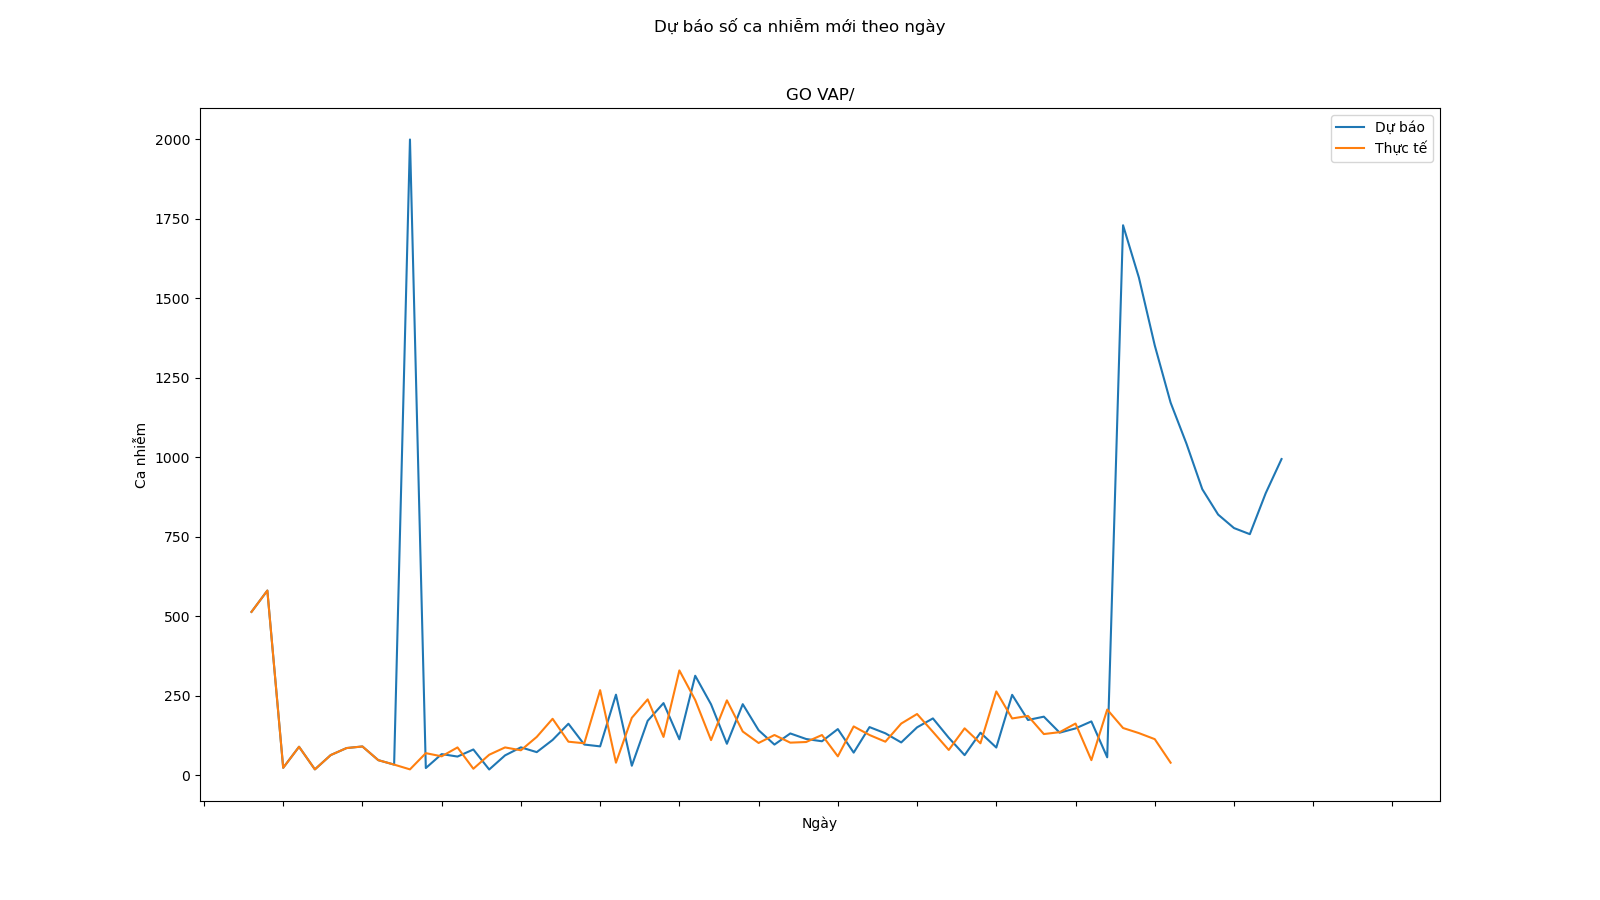 Dự báo số ca nhiễm mới theo ngày
GO VAP/
Dự báo
Thực tế
2000
1750
1500
1250
1000
750
500
250
0
Ca nhiễm
Ngày